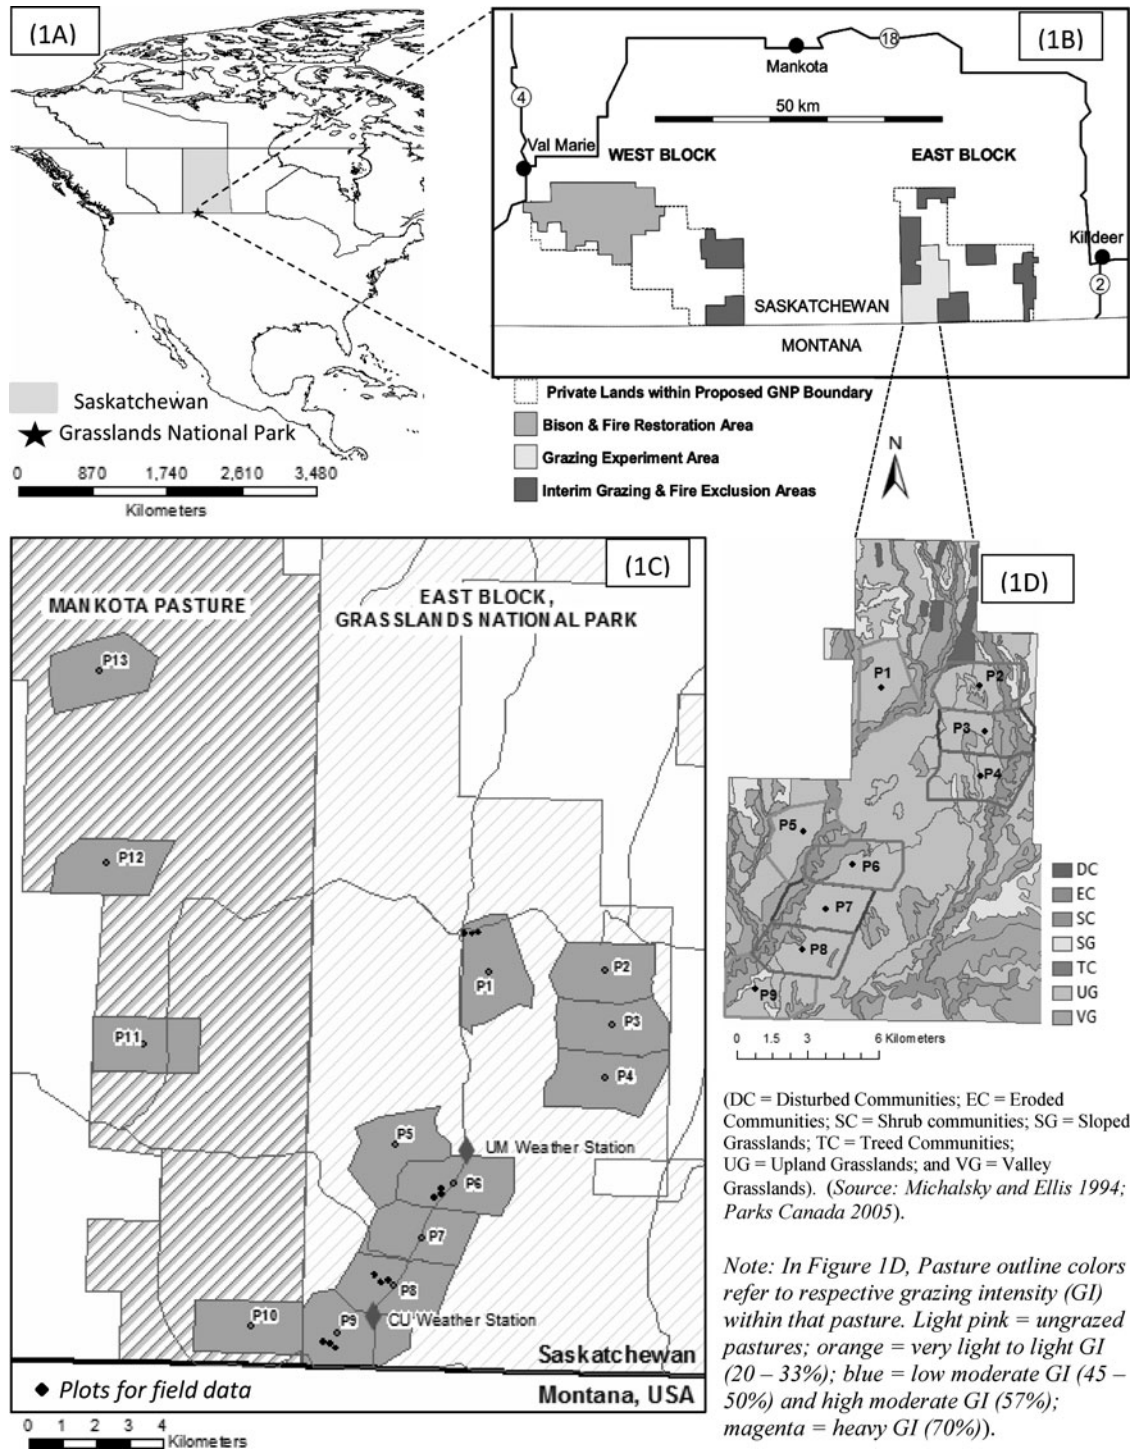 (1A)
Saskatchewan
Grasslands National Park
0 870 1,740 2,610 3,480
Kilometers
(1B)
18
Mankota
4
50 km
Val Marie
WEST BLOCK
EAST BLOCK
Killdeer
2
SASKATCHEWAN
MONTANA
Private Lands within Proposed GNP Boundary
Bison & Fire Restoration Area
Grazing Experiment Area
Interim Grazing & Fire Exclusion Areas
N
(1C)
MANKOTA PASTURE
EAST BLOCK,
GRASSLANDS NATIONAL PARK
P13
P12
P1
P2
P3
P11
P4
P5
UM Weather Station
P6
P7
P8
P10
P9
CU Weather Station
Saskatchewan
Plots for field data
Montana, USA
0 1 2 3 4
Kilometers
(1D)
P1
P2
P3
P4
P5
P6
P7
P8
P9
DC
EC
SC
SG
TC
UG
VG
0 1.5 3 6 Kilometers
(DC = Disturbed Communities; EC = Eroded
Communities; SC = Shrub communities; SG = Sloped
Grasslands; TC = Treed Communities;
UG = Upland Grasslands; and VG = Valley
Grasslands). (Source: Michalsky and Ellis 1994;
Parks Canada 2005).
Note: In Figure 1D, Pasture outline colors
refer to respective grazing intensity (GI)
within that pasture. Light pink = ungrazed
pastures; orange = very light to light GI
(20 – 33%); blue = low moderate GI (45 –
50%) and high moderate GI (57%);
magenta = heavy GI (70%)).